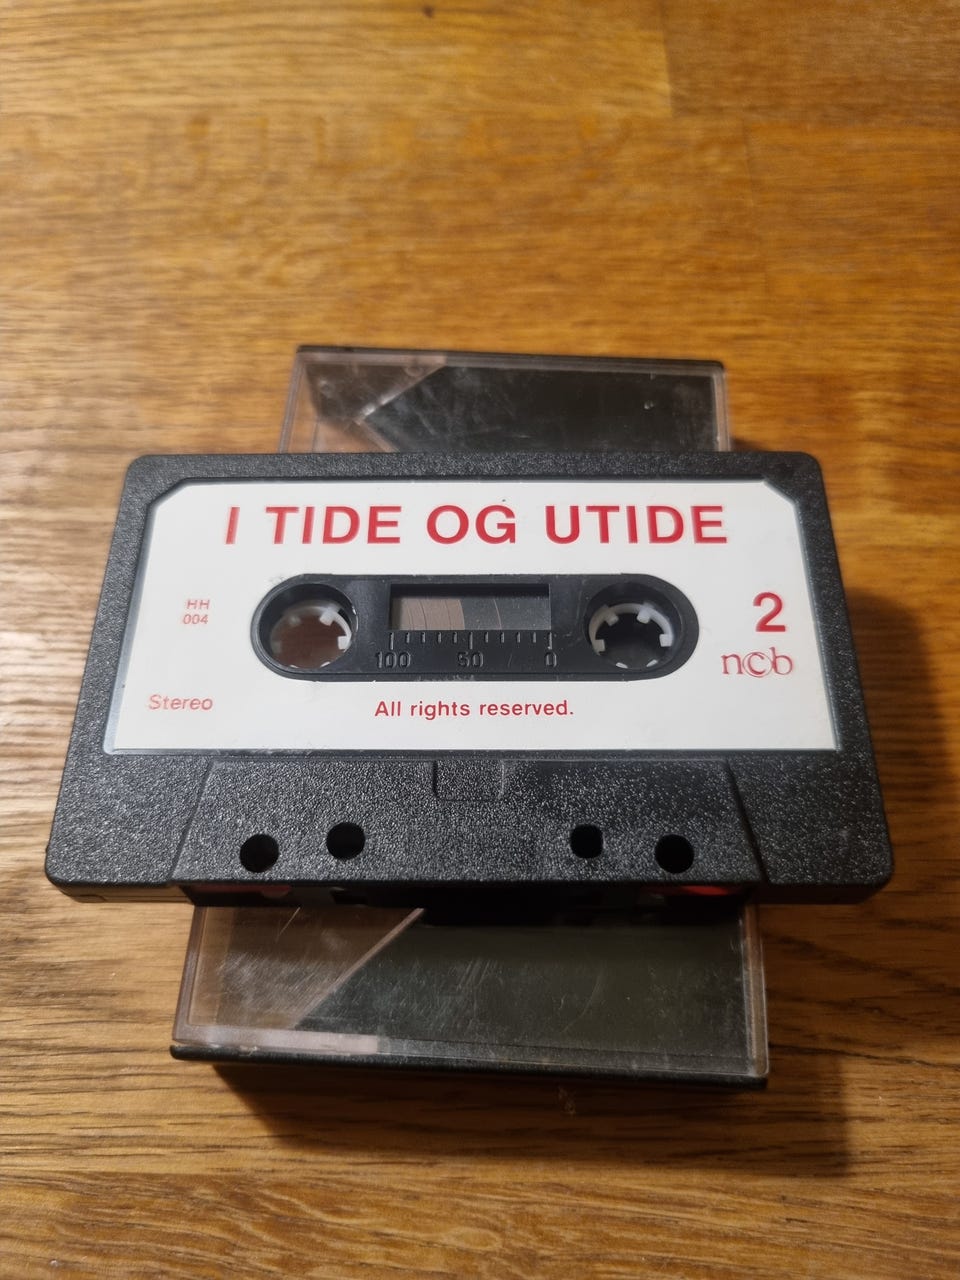 I TIDE OG UTIDE
HH
004
2
ncb
100 50 0
Stereo
All rights reserved.